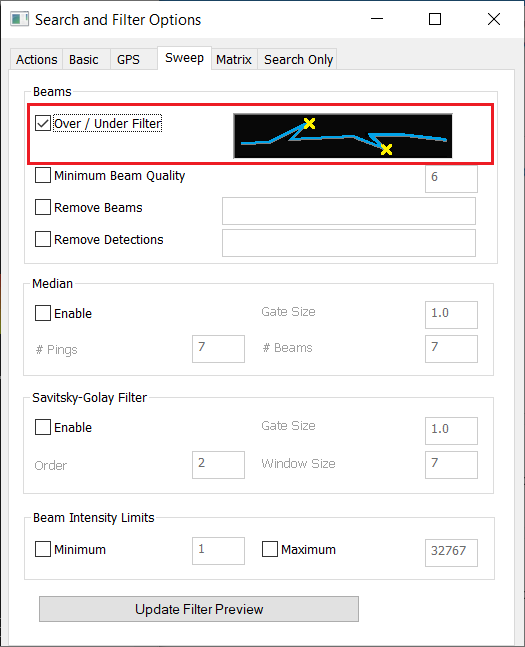 Search and Filter Options
Actions Basic GPS Sweep Matrix Search Only
Beams
Over / Under Filter
Minimum Beam Quality 6
Remove Beams
Remove Detections
Median
Enable Gate Size 1.0
# Pings 7 # Beams 7
Savitsky-Golay Filter
Enable Gate Size 1.0
Order 2 Window Size 7
Beam Intensity Limits
Minimum 1 Maximum 32767
Update Filter Preview